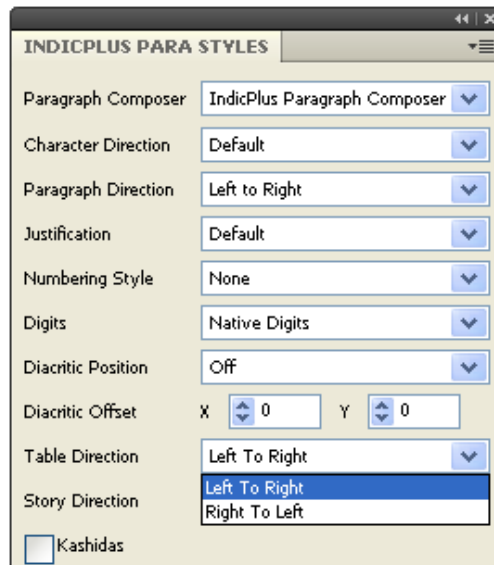 INDICPLUS PARA STYLES
Paragraph Composer IndicPlus Paragraph Composer
Character Direction Default
Paragraph Direction Left to Right
Justification Default
Numbering Style None
Digits Native Digits
Diacritic Position Off
Diacritic Offset X 0 Y 0
Table Direction Left To Right
Left To Right
Story Direction
Right To Left
Kashidas